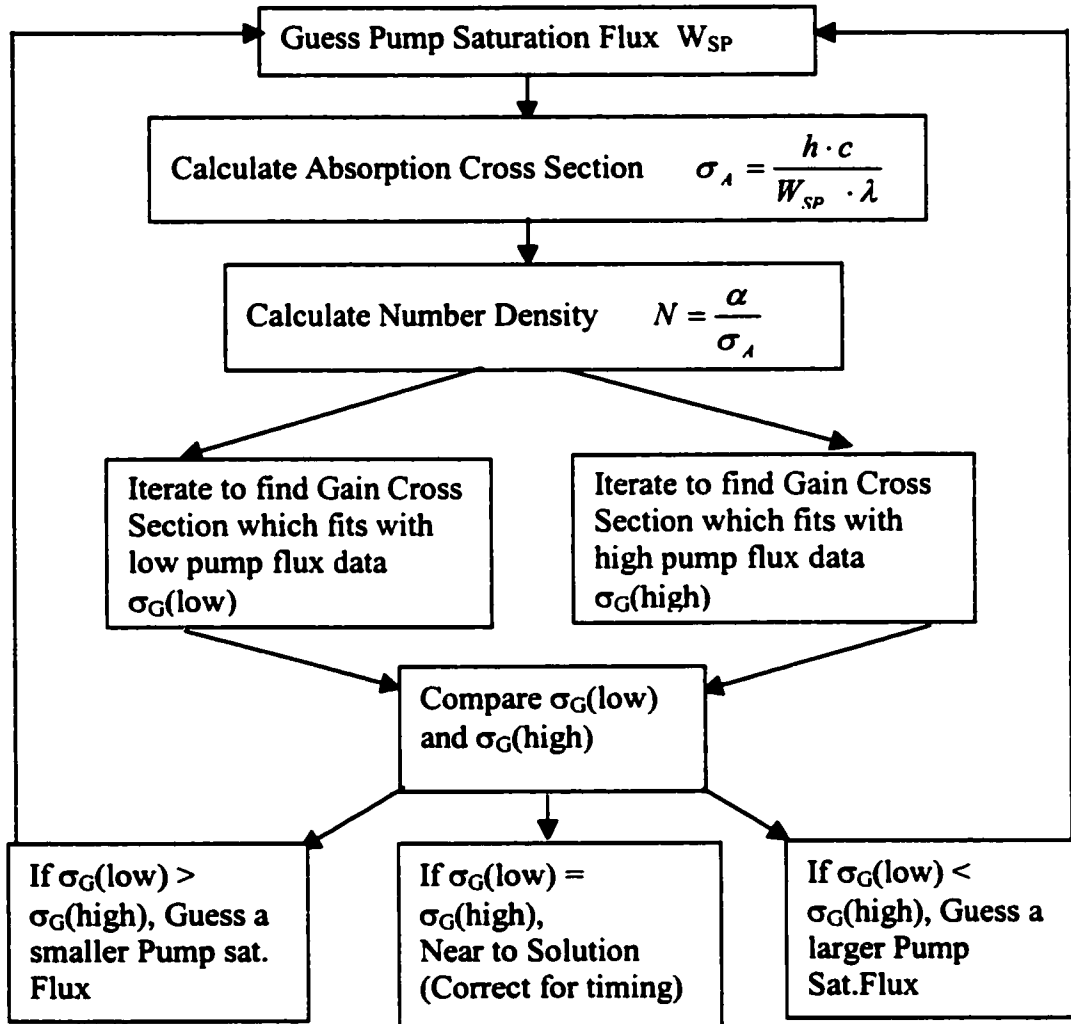 Guess Pump Saturation Flux W_SP
Calculate Absorption Cross Section σ_A = h · c / W_SP · λ
Calculate Number Density N = α / σ_A
Iterate to find Gain Cross
Section which fits with
low pump flux data
σ_G(low)
Iterate to find Gain Cross
Section which fits with
high pump flux data
σ_G(high)
Compare σ_G(low)
and σ_G(high)
If σ_G(low) >
σ_G(high), Guess a
smaller Pump sat.
Flux
If σ_G(low) =
σ_G(high),
Near to Solution
(Correct for timing)
If σ_G(low) <
σ_G(high), Guess a
larger Pump
Sat.Flux